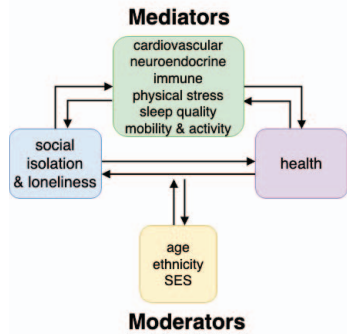 Mediators
cardiovascular
neuroendocrine
immune
physical stress
sleep quality
mobility & activity
social
isolation
& loneliness
health
age
ethnicity
SES
Moderators